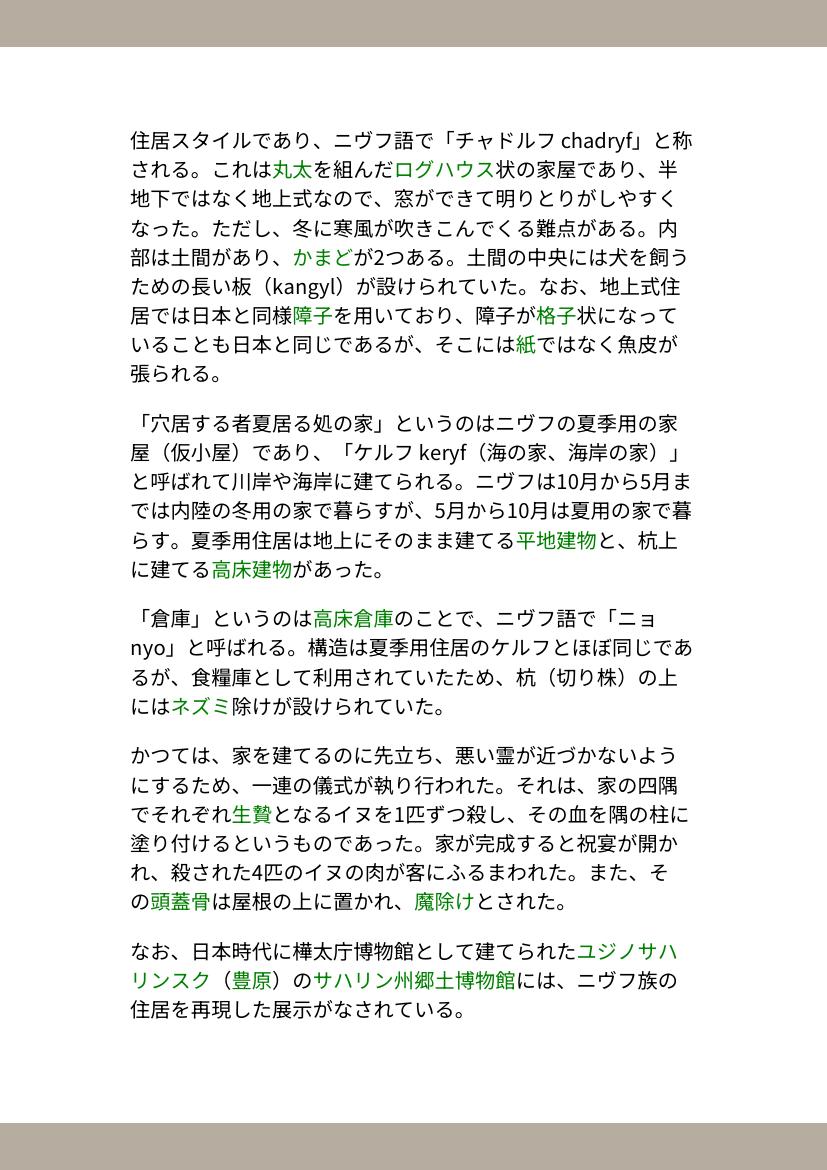 住居スタイルであり、ニヴフ語で「チャドルフ chadryf」と称
される。これは丸太を組んだログハウス状の家屋であり、半
地下ではなく地上式なので、窓ができて明りとりがしやすく
なった。ただし、冬に寒風が吹きこんでくる難点がある。内
部は土間があり、かまどが2つある。土間の中央には犬を飼う
ための長い板（kangyl）が設けられていた。なお、地上式住
居では日本と同様障子を用いており、障子が格子状になって
いることも日本と同じであるが、そこには紙ではなく魚皮が
張られる。
「穴居する者夏居る処の家」というのはニヴフの夏季用の家
屋（仮小屋）であり、「ケルフ keryf（海の家、海岸の家）」
と呼ばれて川岸や海岸に建てられる。ニヴフは10月から5月ま
では内陸の冬用の家で暮らすが、5月から10月は夏用の家で暮
らす。夏季用住居は地上にそのまま建てる平地建物と、杭上
に建てる高床建物があった。
「倉庫」というのは高床倉庫のことで、ニヴフ語で「ニョ
nyo」と呼ばれる。構造は夏季用住居のケルフとほぼ同じであ
るが、食糧庫として利用されていたため、杭（切り株）の上
にはネズミ除けが設けられていた。
かつては、家を建てるのに先立ち、悪い霊が近づかないよう
にするため、一連の儀式が執り行われた。それは、家の四隅
でそれぞれ生贄となるイヌを1匹ずつ殺し、その血を隅の柱に
塗り付けるというものであった。家が完成すると祝宴が開か
れ、殺された4匹のイヌの肉が客にふるまわれた。また、そ
の頭蓋骨は屋根の上に置かれ、魔除けとされた。
なお、日本時代に樺太庁博物館として建てられたユジノサハ
リンスク（豊原）のサハリン州郷土博物館には、ニヴフ族の
住居を再現した展示がなされている。